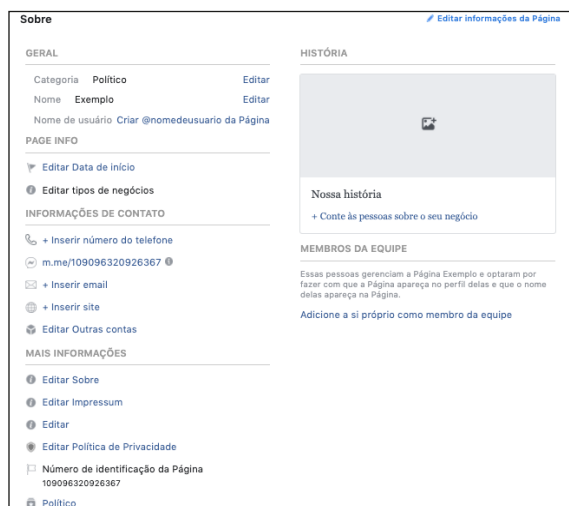 Sobre
Editar informações da Página
GERAL
Categoria Político Editar
Nome Exemplo Editar
Nome de usuário Criar @nomedeusuario da Página
PAGE INFO
Editar Data de início
Editar tipos de negócios
INFORMAÇÕES DE CONTATO
+ Inserir número do telefone
m.me/109096320926367
+ Inserir email
+ Inserir site
Editar Outras contas
MAIS INFORMAÇÕES
Editar Sobre
Editar Impressum
Editar
Editar Política de Privacidade
Número de identificação da Página
109096320926367
Político
HISTÓRIA
Nossa história
+ Conte às pessoas sobre o seu negócio
MEMBROS DA EQUIPE
Essas pessoas gerenciam a Página Exemplo e optaram por
fazer com que a Página apareça no perfil delas e que o nome
delas apareça na Página.
Adicione a si próprio como membro da equipe